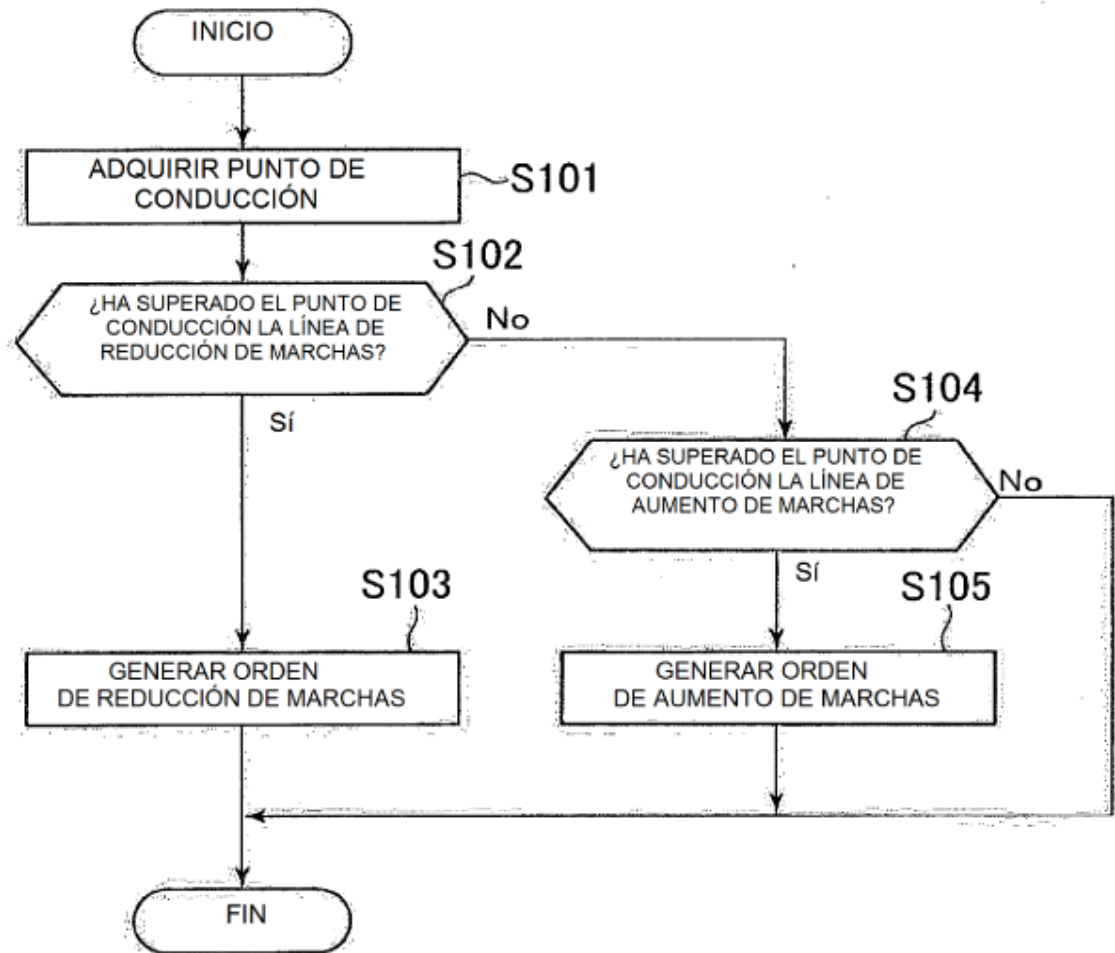 INICIO
ADQUIRIR PUNTO DE
CONDUCCIÓN
S101
S102
¿HA SUPERADO EL PUNTO DE
CONDUCCIÓN LA LÍNEA DE
REDUCCIÓN DE MARCHAS?
No
Sí
S104
¿HA SUPERADO EL PUNTO DE
CONDUCCIÓN LA LÍNEA DE
AUMENTO DE MARCHAS?
No
Sí
S103
GENERAR ORDEN
DE REDUCCIÓN DE MARCHAS
S105
GENERAR ORDEN
DE AUMENTO DE MARCHAS
FIN